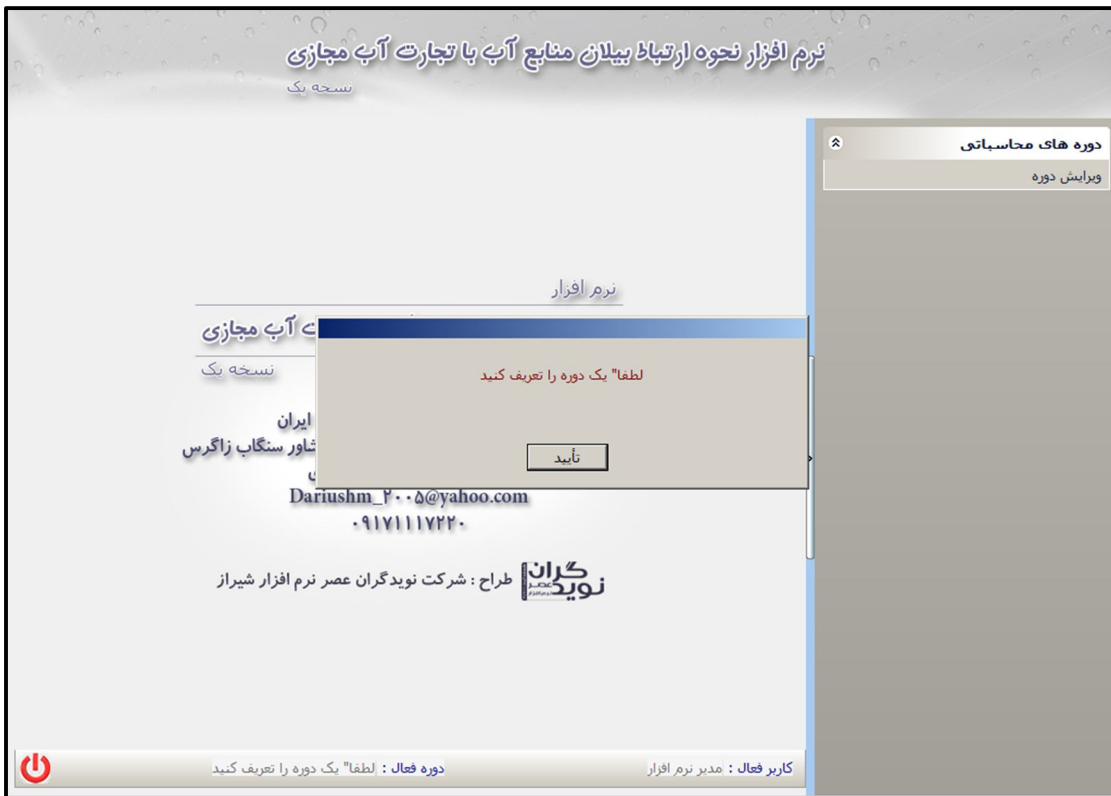 نرم افزار نحوه ارتباط بیلان منابع آب با تجارت آب مجازی
نسخه یک
دوره های محاسباتی
ویرایش دوره
نرم افزار
آب مجازی
نسخه یک
لطفا" یک دوره را تعریف کنید
تأیید
ایران
سنگاب زاگرس
Dariushm_۲۰۰۵@yahoo.com
۰۹۱۷۱۱۱۷۲۲۰
نویدگران عصر نرم افزار
طراح : شرکت نویدگران عصر نرم افزار شیراز
کاربر فعال : مدیر نرم افزار
دوره فعال : لطفا" یک دوره را تعریف کنید